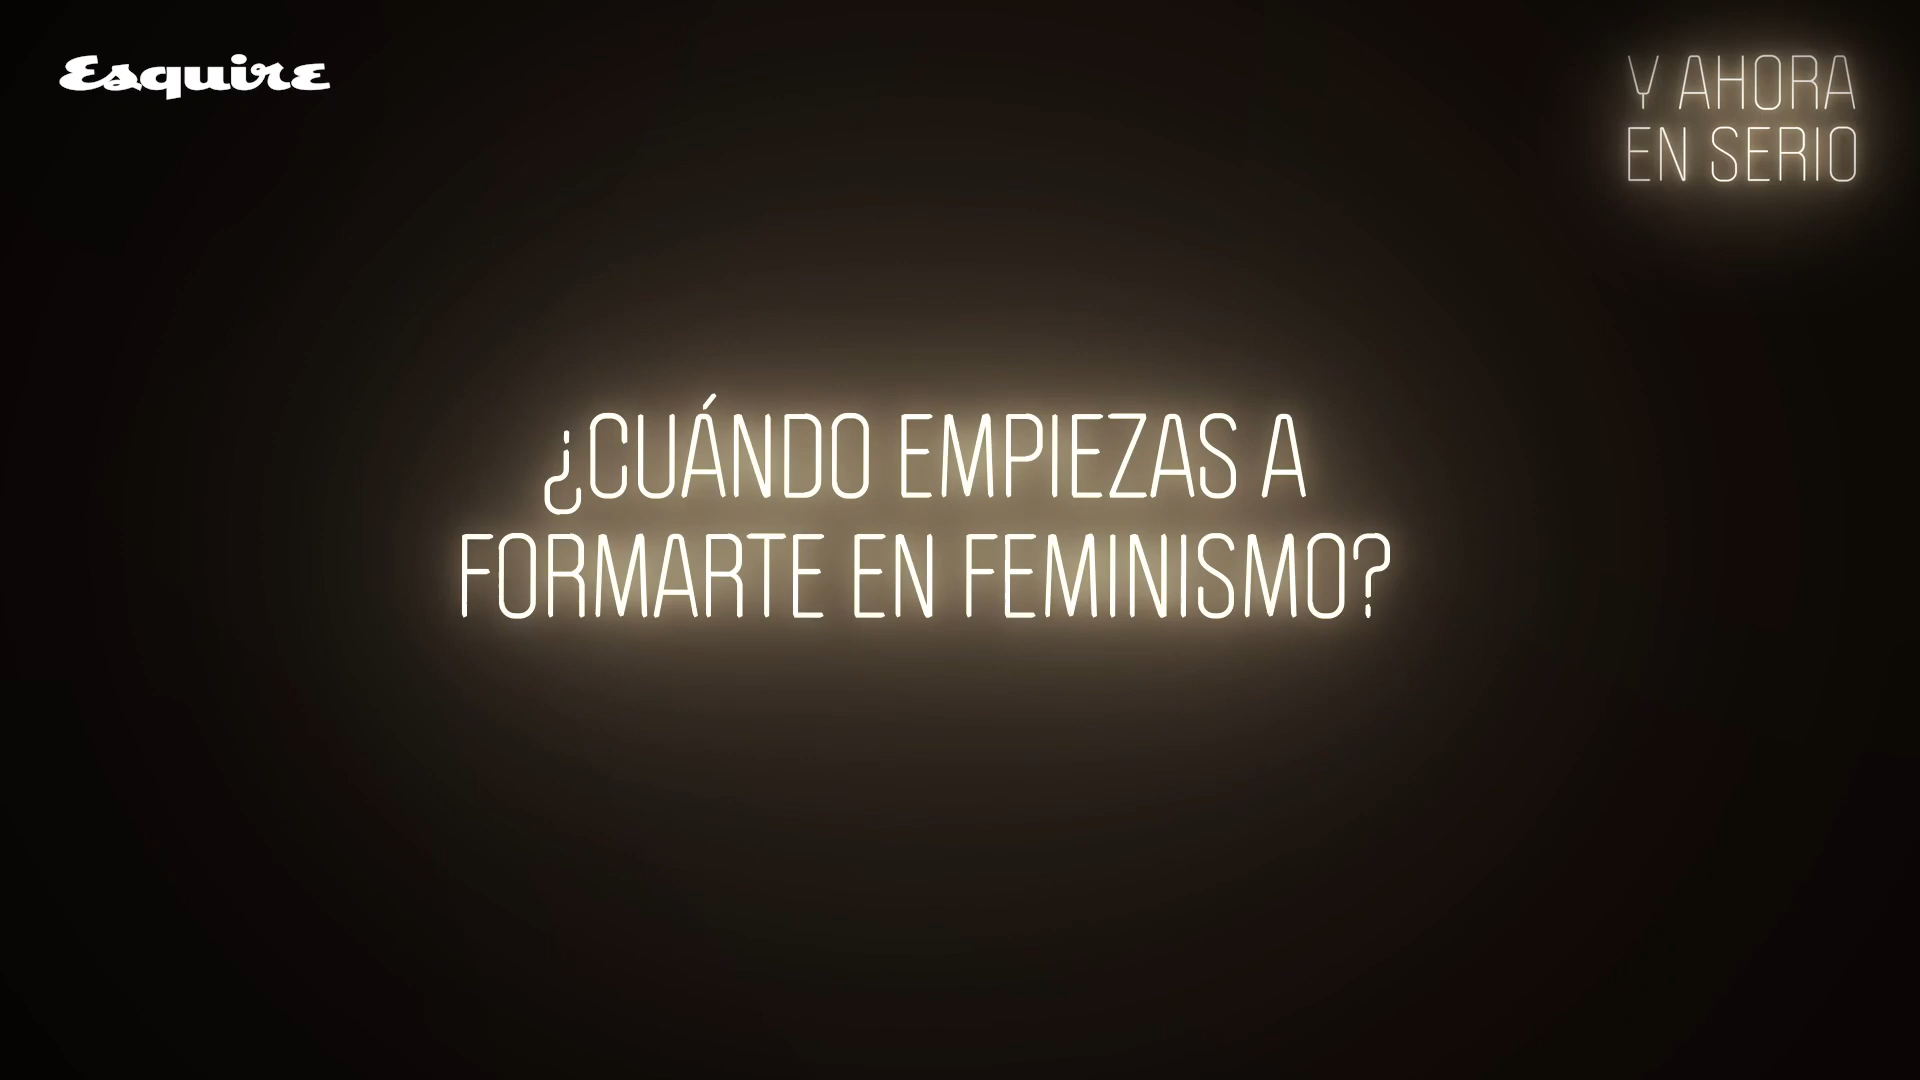 Esquire
Y AHORA
EN SERIO
¿CUÁNDO EMPIEZAS A
FORMARTE EN FEMINISMO?